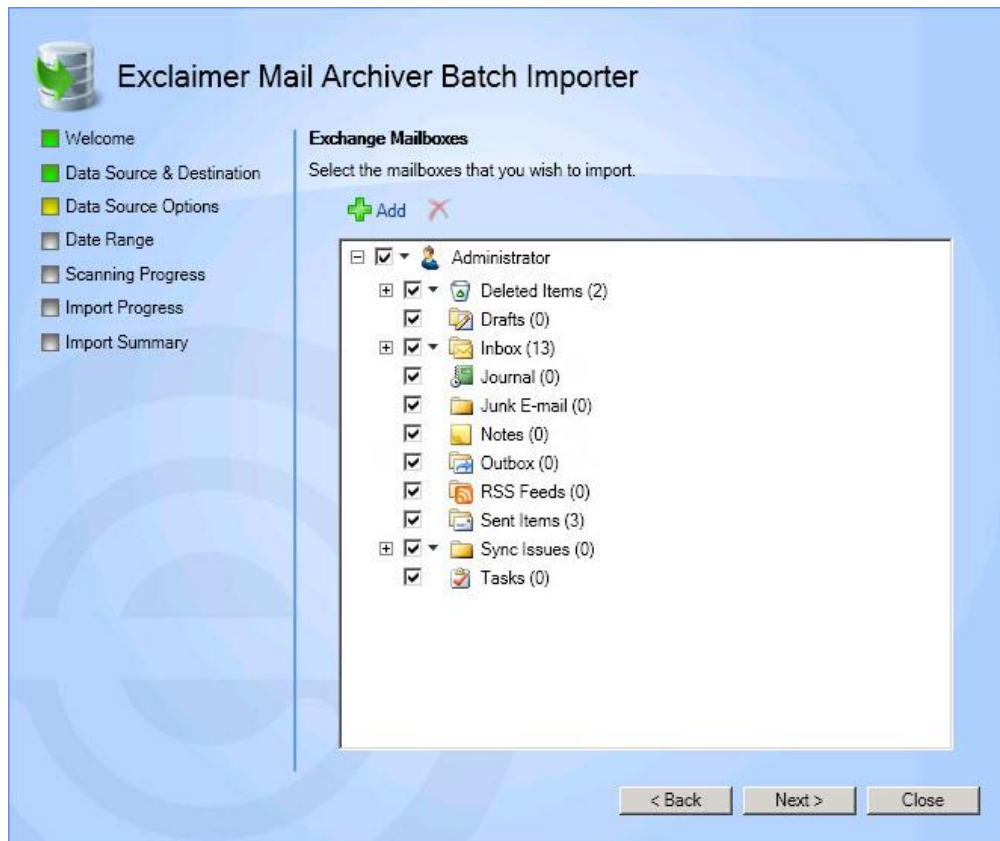 Exclaimer Mail Archiver Batch Importer
Welcome
Data Source & Destination
Data Source Options
Date Range
Scanning Progress
Import Progress
Import Summary
Exchange Mailboxes
Select the mailboxes that you wish to import.
Add
Administrator
Deleted Items (2)
Drafts (0)
Inbox (13)
Journal (0)
Junk E-mail (0)
Notes (0)
Outbox (0)
RSS Feeds (0)
Sent Items (3)
Sync Issues (0)
Tasks (0)
< Back
Next >
Close